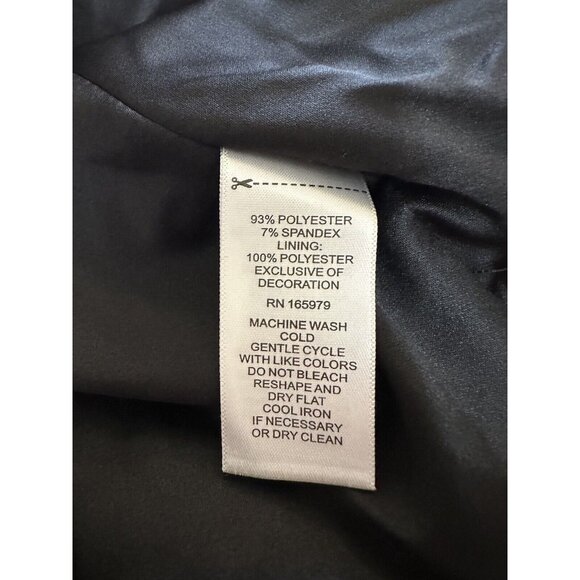 93% POLYESTER
7% SPANDEX
LINING:
100% POLYESTER
EXCLUSIVE OF
DECORATION
RN 165979
MACHINE WASH
COLD
GENTLE CYCLE
WITH LIKE COLORS
DO NOT BLEACH
RESHAPE AND
DRY FLAT
COOL IRON
IF NECESSARY
OR DRY CLEAN